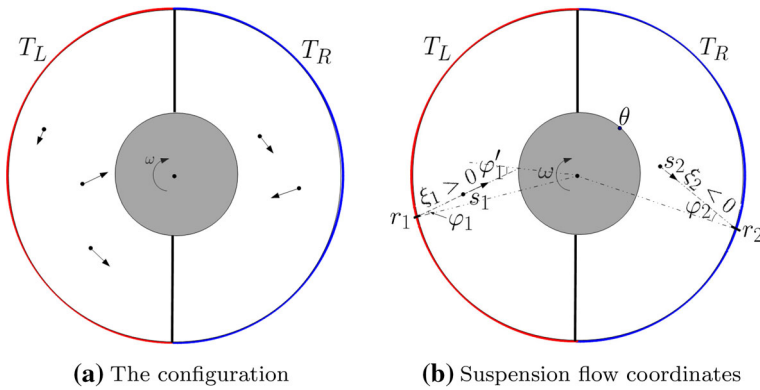 T_L
T_R
ω
(a) The configuration
T_L
T_R
θ
φ'_1
ω
ξ_1 > 0
s_1
φ_1
r_1
s_2
ξ_2 < 0
φ_2
r_2
(b) Suspension flow coordinates